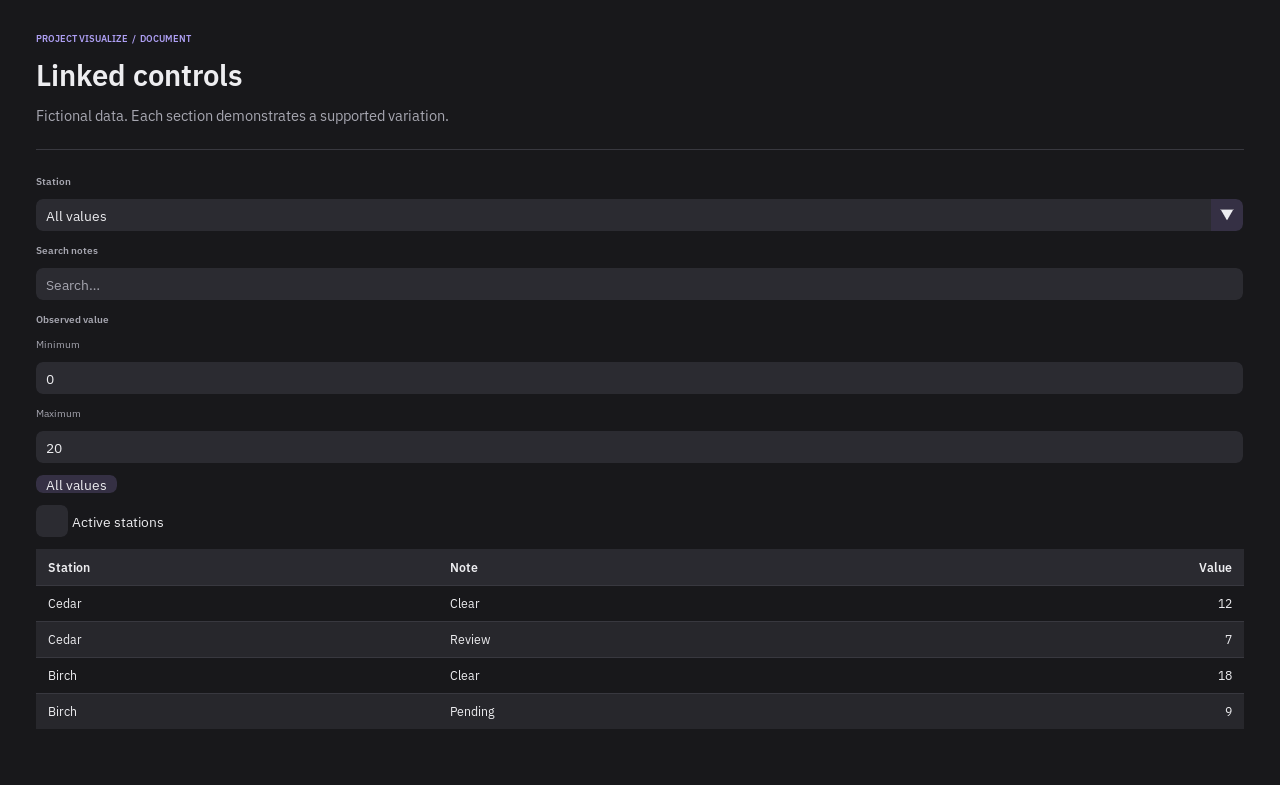 PROJECT VISUALIZE / DOCUMENT
Linked controls
Fictional data. Each section demonstrates a supported variation.
Station
All values ▼
Search notes
Search...
Observed value
Minimum
0
Maximum
20
All values
Active stations
Station Note Value
Cedar Clear 12
Cedar Review 7
Birch Clear 18
Birch Pending 9